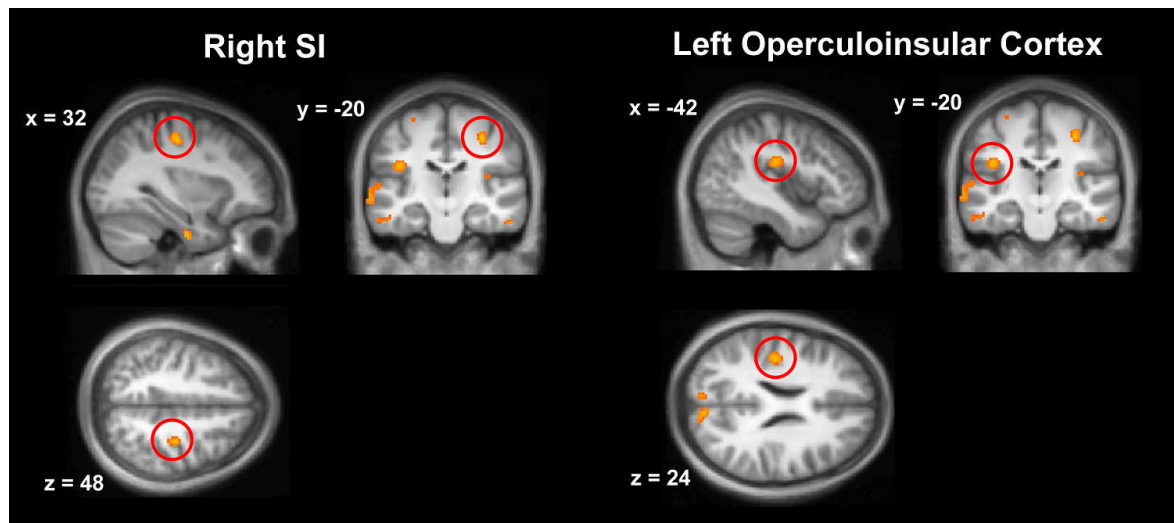 Right SI
x = 32
y = -20
z = 48
Left Operculoinsular Cortex
x = -42
y = -20
z = 24